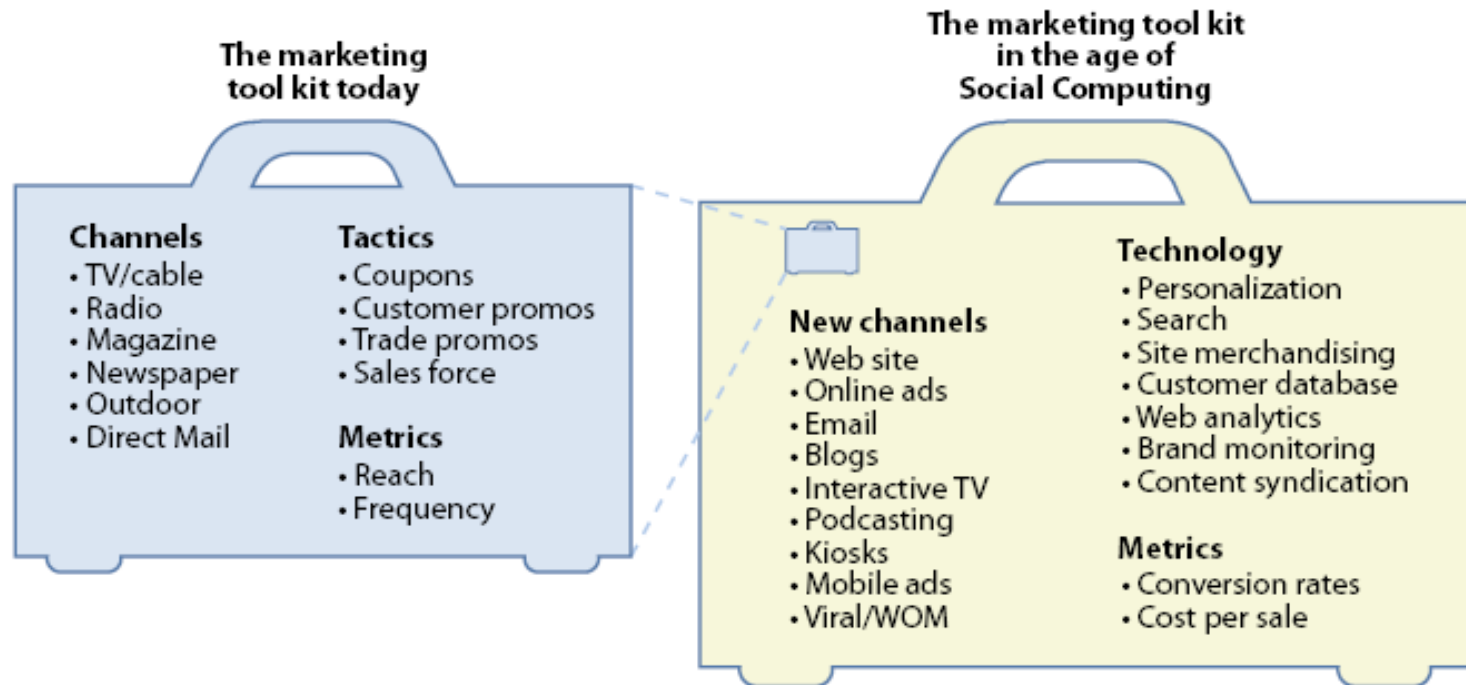 The marketing
tool kit today
Channels
• TV/cable
• Radio
• Magazine
• Newspaper
• Outdoor
• Direct Mail
Tactics
• Coupons
• Customer promos
• Trade promos
• Sales force
Metrics
• Reach
• Frequency
The marketing tool kit
in the age of
Social Computing
New channels
• Web site
• Online ads
• Email
• Blogs
• Interactive TV
• Podcasting
• Kiosks
• Mobile ads
• Viral/WOM
Technology
• Personalization
• Search
• Site merchandising
• Customer database
• Web analytics
• Brand monitoring
• Content syndication
Metrics
• Conversion rates
• Cost per sale